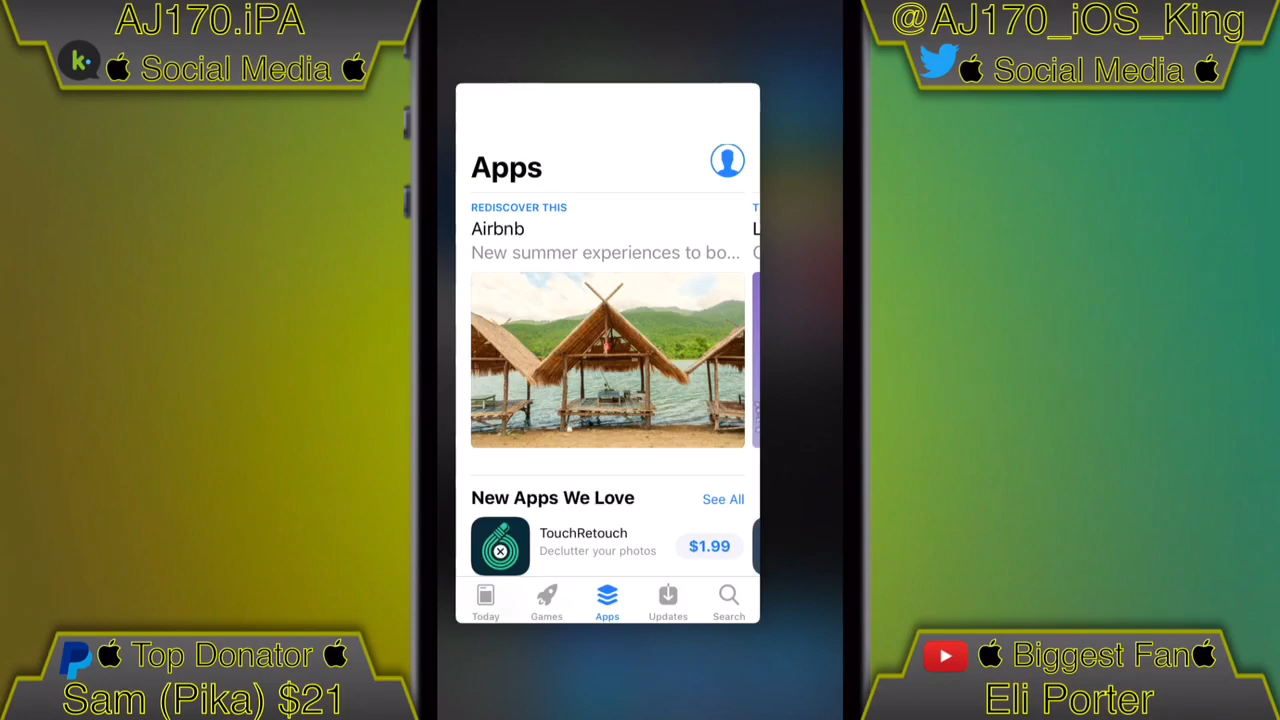 AJ170.iPA
Social Media
@AJ170_iOS_King
Social Media
Apps
REDISCOVER THIS
Airbnb
New summer experiences to bo...
T
L
New Apps We Love
See All
TouchRetouch
Declutter your photos
$1.99
Today
Games
Apps
Updates
Search
Top Donator
Sam (Pika) $21
Biggest Fan
Eli Porter